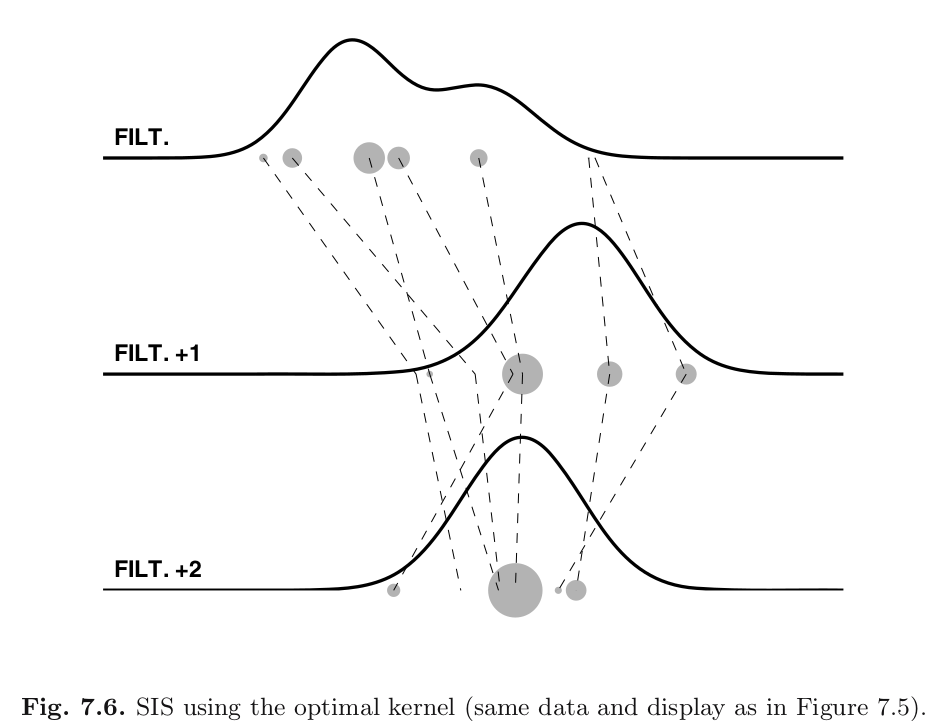 FILT.
FILT. +1
FILT. +2
Fig. 7.6. SIS using the optimal kernel (same data and display as in Figure 7.5).